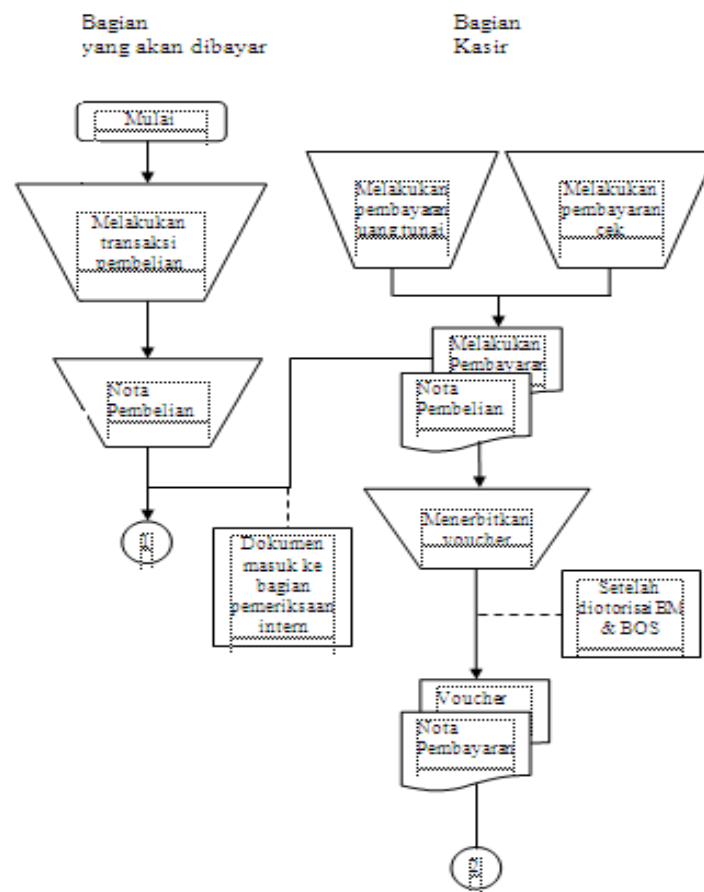 Bagian
yang akan dibayar
Bagian
Kasir
Mulai
Melakukan
transaksi
pembelian
Melakukan
pembayaran
uang tunai
Melakukan
pembayaran
cek
Nota
Pembelian
Melakukan
Pembayaran
Nota
Pembelian
Menerbitkan
voucher
Dokumen
masuk ke
bagian
pemeriksaan
intern
Setelah
diotorisai BM
& BOS
Voucher
Nota
Pembayaran